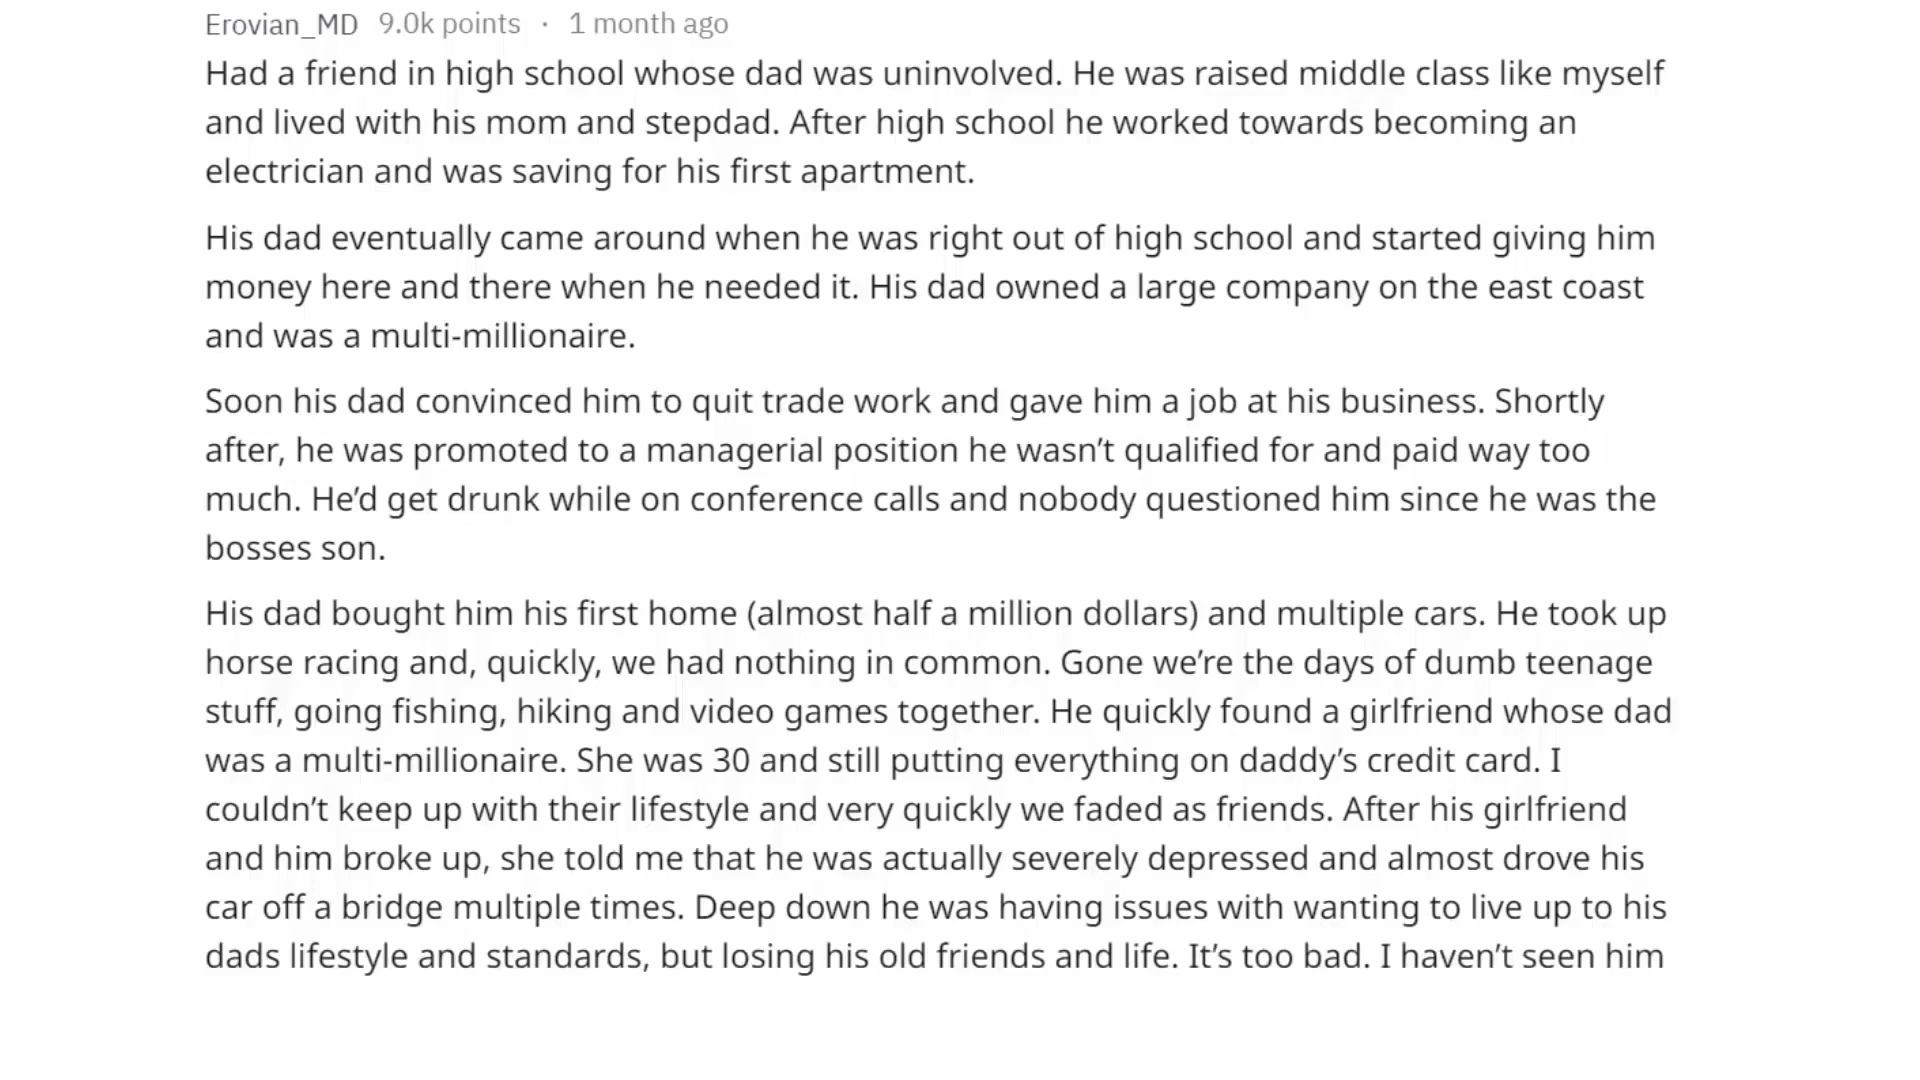 Erovian_MD 9.0k points · 1 month ago
Had a friend in high school whose dad was uninvolved. He was raised middle class like myself
and lived with his mom and stepdad. After high school he worked towards becoming an
electrician and was saving for his first apartment.
His dad eventually came around when he was right out of high school and started giving him
money here and there when he needed it. His dad owned a large company on the east coast
and was a multi-millionaire.
Soon his dad convinced him to quit trade work and gave him a job at his business. Shortly
after, he was promoted to a managerial position he wasn’t qualified for and paid way too
much. He’d get drunk while on conference calls and nobody questioned him since he was the
bosses son.
His dad bought him his first home (almost half a million dollars) and multiple cars. He took up
horse racing and, quickly, we had nothing in common. Gone we’re the days of dumb teenage
stuff, going fishing, hiking and video games together. He quickly found a girlfriend whose dad
was a multi-millionaire. She was 30 and still putting everything on daddy’s credit card. I
couldn’t keep up with their lifestyle and very quickly we faded as friends. After his girlfriend
and him broke up, she told me that he was actually severely depressed and almost drove his
car off a bridge multiple times. Deep down he was having issues with wanting to live up to his
dads lifestyle and standards, but losing his old friends and life. It’s too bad. I haven’t seen him